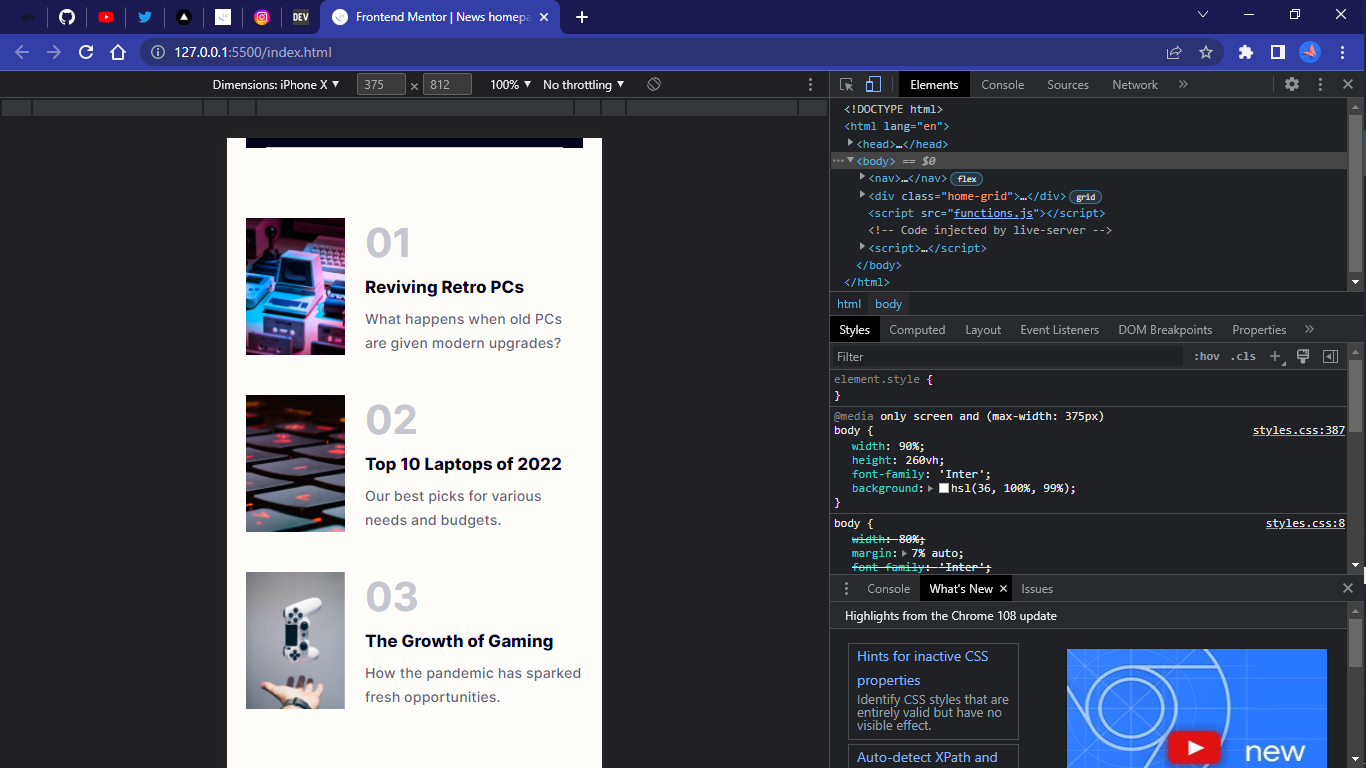 DEV
Frontend Mentor | News homepa
127.0.0.1:5500/index.html
Dimensions: iPhone X ▼ 375 × 812 100% ▼ No throttling ▼
Elements Console Sources Network »
<!DOCTYPE html>
<html lang="en">
<head>…</head>
<body> == $0
<nav>…</nav> flex
<div class="home-grid">…</div> grid
<script src="functions.js"></script>
<!-- Code injected by live-server -->
<script>…</script>
</body>
</html>
html body
Styles Computed Layout Event Listeners DOM Breakpoints Properties »
Filter :hov .cls
element.style {
}
@media only screen and (max-width: 375px)
body { styles.css:387
width: 90%;
height: 260vh;
font-family: 'Inter';
background: hsl(36, 100%, 99%);
}
body { styles.css:8
width: 80%;
margin: 7% auto;
font-family: 'Inter';
Console What's New × Issues
Highlights from the Chrome 108 update
Hints for inactive CSS
properties
Identify CSS styles that are
entirely valid but have no
visible effect.
Auto-detect XPath and
new
01
Reviving Retro PCs
What happens when old PCs
are given modern upgrades?
02
Top 10 Laptops of 2022
Our best picks for various
needs and budgets.
03
The Growth of Gaming
How the pandemic has sparked
fresh opportunities.